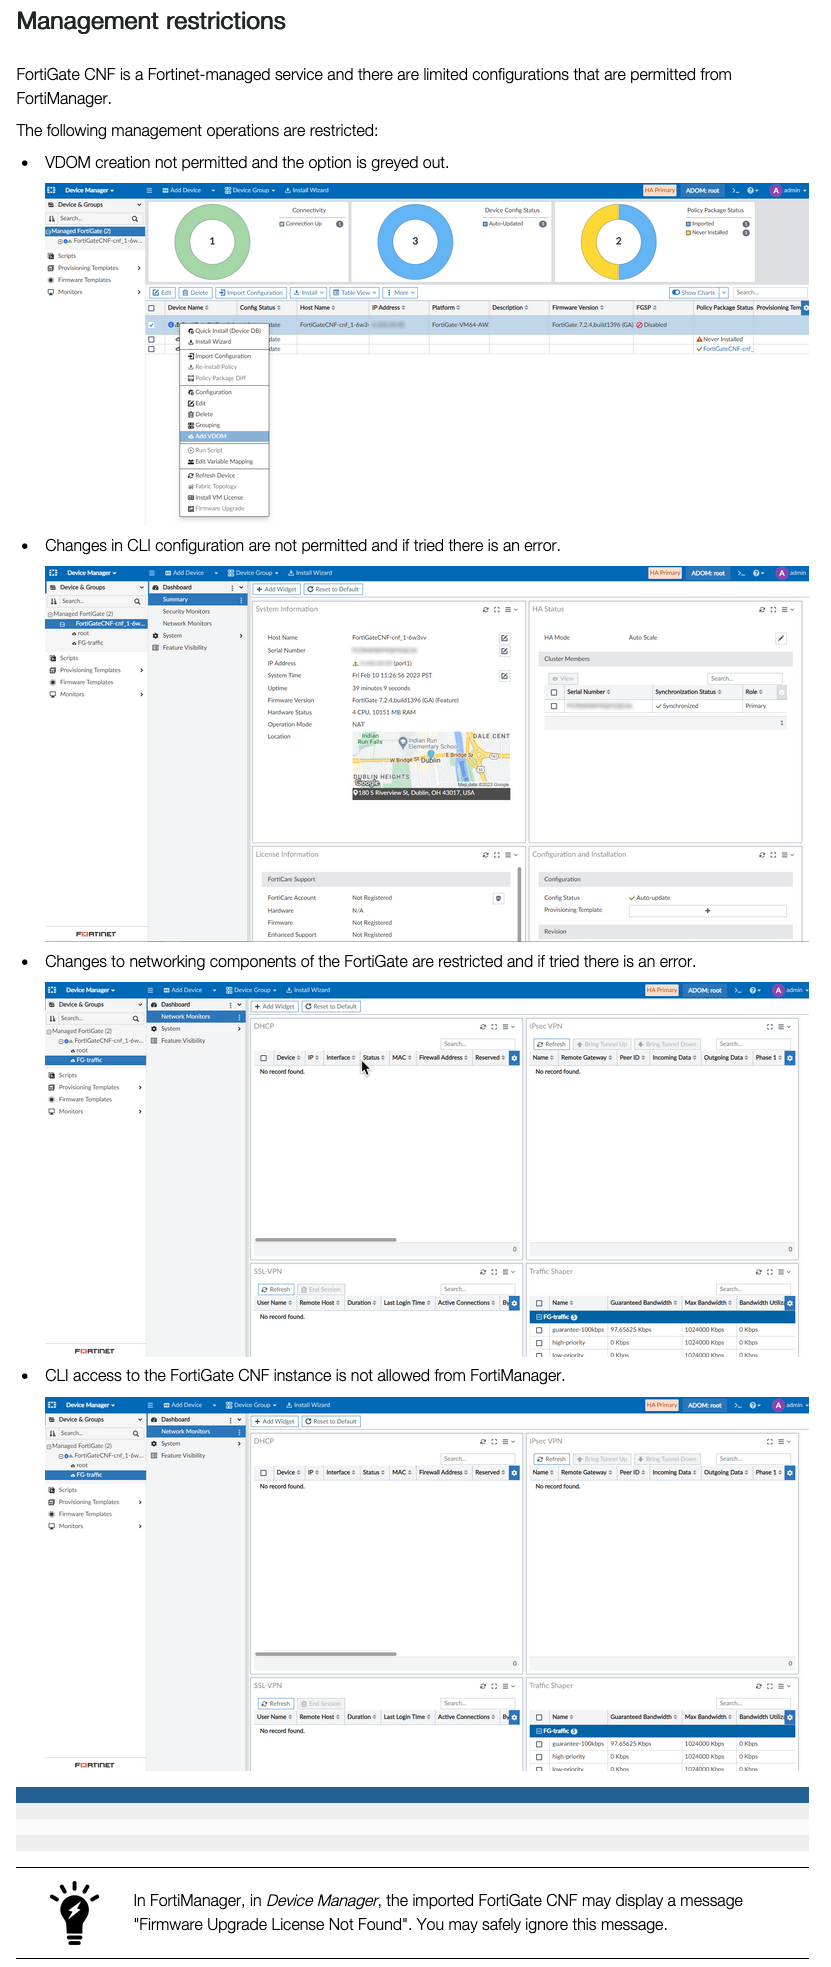 Management restrictions
FortiGate CNF is a Fortinet-managed service and there are limited configurations that are permitted from
FortiManager.
The following management operations are restricted:
• VDOM creation not permitted and the option is greyed out.
Device Manager Add Device Device Group Install Wizard HA Primary ADOM: root >_ ? A admin
Device & Groups
Search...
Managed FortiGate (2)
FortiGateCNF-cnf_1-6w...
Scripts
Provisioning Templates
Firmware Templates
Monitors
1
Connectivity
Connection Up 1
3
Device Config Status
Auto-Updated 3
2
Policy Package Status
Imported 1
Never Installed 1
Edit Delete Import Configuration Install Table View More Show Charts Search...
Device Name Config Status Host Name IP Address Platform Description Firmware Version FGSP Policy Package Status Provisioning Tem
date FortiGateCNF-cnf_1-6w3v FortiGate-VM64-AW FortiGate 7.2.4,build1396 (GA) Disabled
date Never Installed
date FortiGateCNF-cnf_
Quick Install (Device DB)
Install Wizard
Import Configuration
Re-install Policy
Policy Package Diff
Configuration
Edit
Delete
Grouping
Add VDOM
Run Script
Edit Variable Mapping
Refresh Device
Fabric Topology
Install VM License
Firmware Upgrade
• Changes in CLI configuration are not permitted and if tried there is an error.
Device Manager Add Device Device Group Install Wizard HA Primary ADOM: root >_ ? A admin
Device & Groups
Search...
Managed FortiGate (2)
FortiGateCNF-cnf_1-6w...
root
FG-traffic
Scripts
Provisioning Templates
Firmware Templates
Monitors
FORTINET
Dashboard
Summary
Security Monitors
Network Monitors
System
Feature Visibility
+ Add Widget Reset to Default
System Information
Host Name FortiGateCNF-cnf_1-6w3vv
Serial Number
IP Address (port1)
System Time Fri Feb 10 11:26:56 2023 PST
Uptime 39 minutes 9 seconds
Firmware Version FortiGate 7.2.4,build1396 (GA) (Feature)
Hardware Status 4 CPU, 10151 MB RAM
Operation Mode NAT
Location
Indian Run Falls
Indian Run Elementary School
DALE CENT
W Bridge St Dublin E Bridge S
DUBLIN HEIGHTS
Google Map data ©2023 Google
180 S Riverview St, Dublin, OH 43017, USA
HA Status
HA Mode Auto Scale
Cluster Members
View Search...
Serial Number Synchronization Status Role
Synchronized Primary
1
License Information
FortiCare Support
FortiCare Account Not Registered
Hardware N/A
Firmware Not Registered
Enhanced Support Not Registered
Configuration and Installation
Configuration
Config Status Auto-update
Provisioning Template +
Revision
• Changes to networking components of the FortiGate are restricted and if tried there is an error.
Device Manager Add Device Device Group Install Wizard HA Primary ADOM: root >_ ? A admin
Device & Groups
Search...
Managed FortiGate (2)
FortiGateCNF-cnf_1-6w...
root
FG-traffic
Scripts
Provisioning Templates
Firmware Templates
Monitors
FORTINET
Dashboard
Network Monitors
System
Feature Visibility
+ Add Widget Reset to Default
DHCP
Search...
Device IP Interface Status MAC Firewall Address Reserved
No record found.
0
IPsec VPN
Refresh Bring Tunnel Up Bring Tunnel Down Search...
Name Remote Gateway Peer ID Incoming Data Outgoing Data Phase 1
No record found.
0
SSL-VPN
Refresh End Session Search...
User Name Remote Host Duration Last Login Time Active Connections By
No record found.
Traffic Shaper
Search...
Name Guaranteed Bandwidth Max Bandwidth Bandwidth Utiliz
FG-traffic 5
guarantee-100kbps 97.65625 Kbps 1024000 Kbps 0 Kbps
high-priority 0 Kbps 1024000 Kbps 0 Kbps
low-priority 0 Kbps 1024000 Kbps 0 Kbps
• CLI access to the FortiGate CNF instance is not allowed from FortiManager.
Device Manager Add Device Device Group Install Wizard HA Primary ADOM: root >_ ? A admin
Device & Groups
Search...
Managed FortiGate (2)
FortiGateCNF-cnf_1-6w...
root
FG-traffic
Scripts
Provisioning Templates
Firmware Templates
Monitors
FORTINET
Dashboard
Network Monitors
System
Feature Visibility
+ Add Widget Reset to Default
DHCP
Search...
Device IP Interface Status MAC Firewall Address Reserved
No record found.
0
IPsec VPN
Refresh Bring Tunnel Up Bring Tunnel Down Search...
Name Remote Gateway Peer ID Incoming Data Outgoing Data Phase 1
No record found.
0
SSL-VPN
Refresh End Session Search...
User Name Remote Host Duration Last Login Time Active Connections By
No record found.
Traffic Shaper
Search...
Name Guaranteed Bandwidth Max Bandwidth Bandwidth Utiliz
FG-traffic 5
guarantee-100kbps 97.65625 Kbps 1024000 Kbps 0 Kbps
high-priority 0 Kbps 1024000 Kbps 0 Kbps
low-priority 0 Kbps 1024000 Kbps 0 Kbps
In FortiManager, in Device Manager, the imported FortiGate CNF may display a message
"Firmware Upgrade License Not Found". You may safely ignore this message.